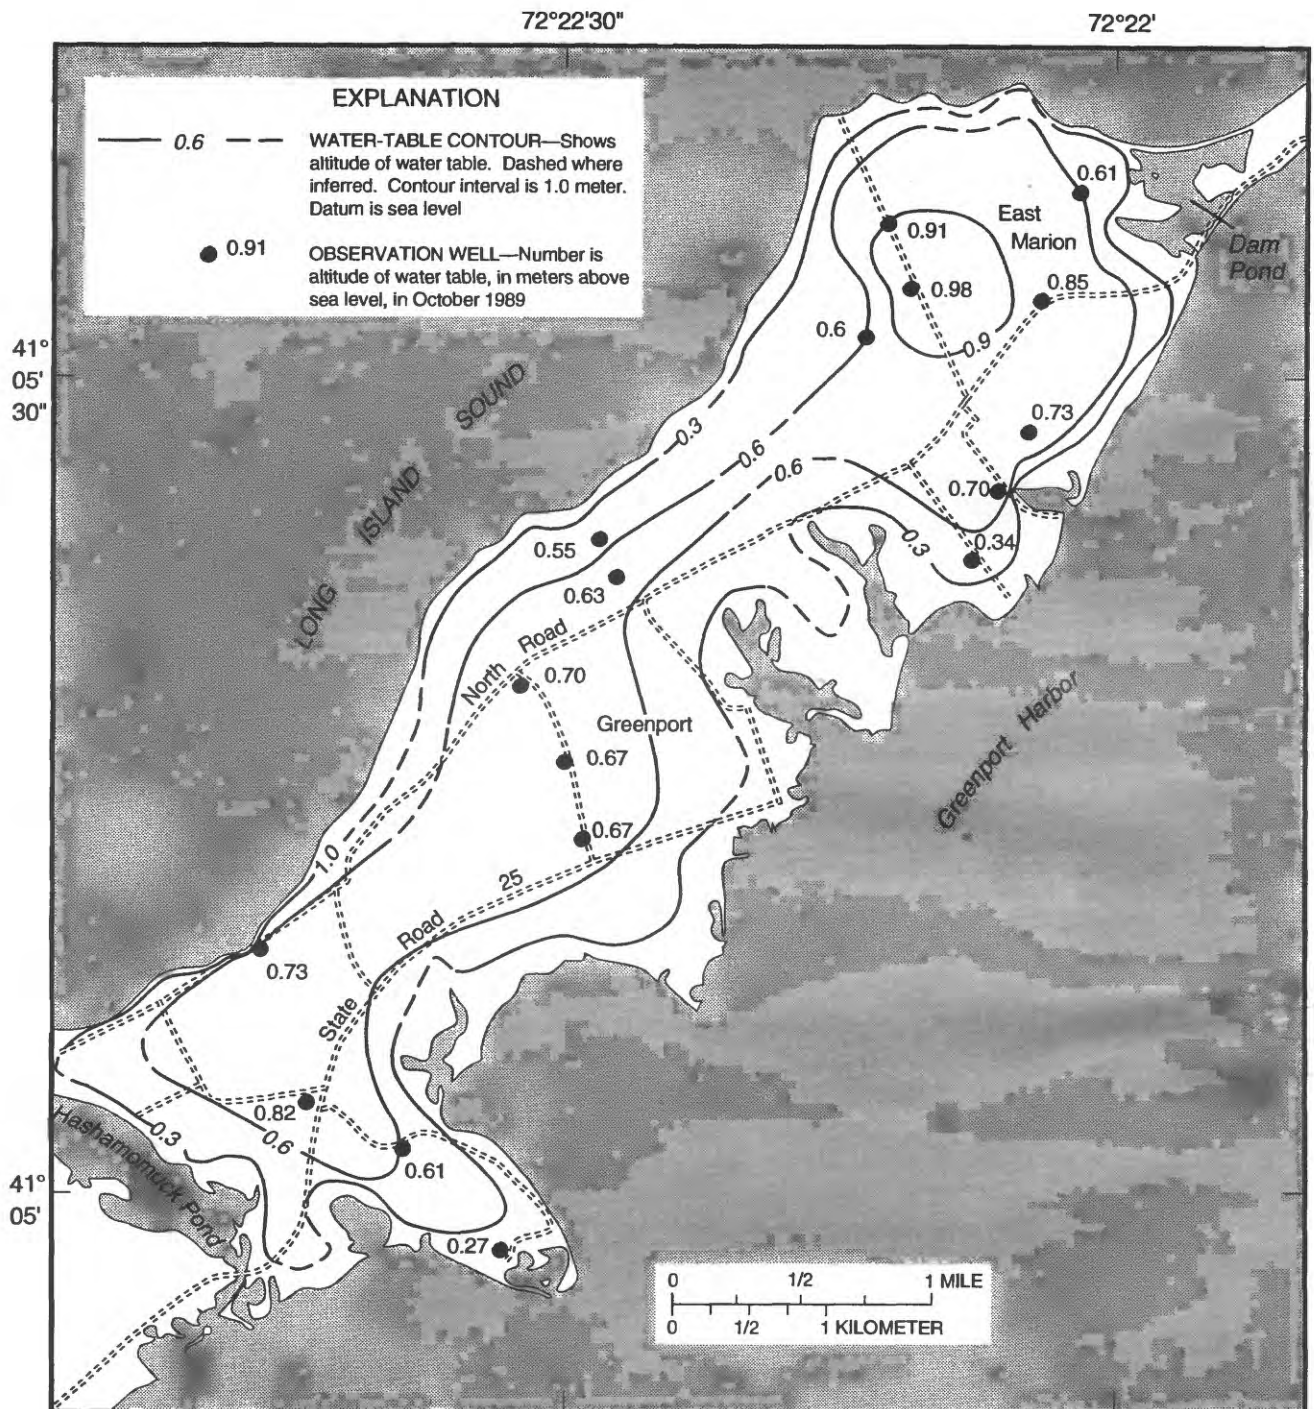 72°22'30"
72°22'
EXPLANATION
0.6
WATER-TABLE CONTOUR—Shows
altitude of water table. Dashed where
inferred. Contour interval is 1.0 meter.
Datum is sea level
0.91
OBSERVATION WELL—Number is
altitude of water table, in meters above
sea level, in October 1989
0.61
East
Marion
0.91
Dam
Pond
0.98
0.85
0.6
0.9
41°
05'
30"
LONG ISLAND SOUND
0.3
0.6
0.6
0.73
0.70
0.55
0.3
0.34
0.63
North Road
0.70
Greenport
Greenport Harbor
0.67
0.67
1.0
25
State Road
0.73
0.82
0.3
0.6
0.61
Hashamomuck Pond
41°
05'
0.27
0 1/2 1 MILE
0 1/2 1 KILOMETER